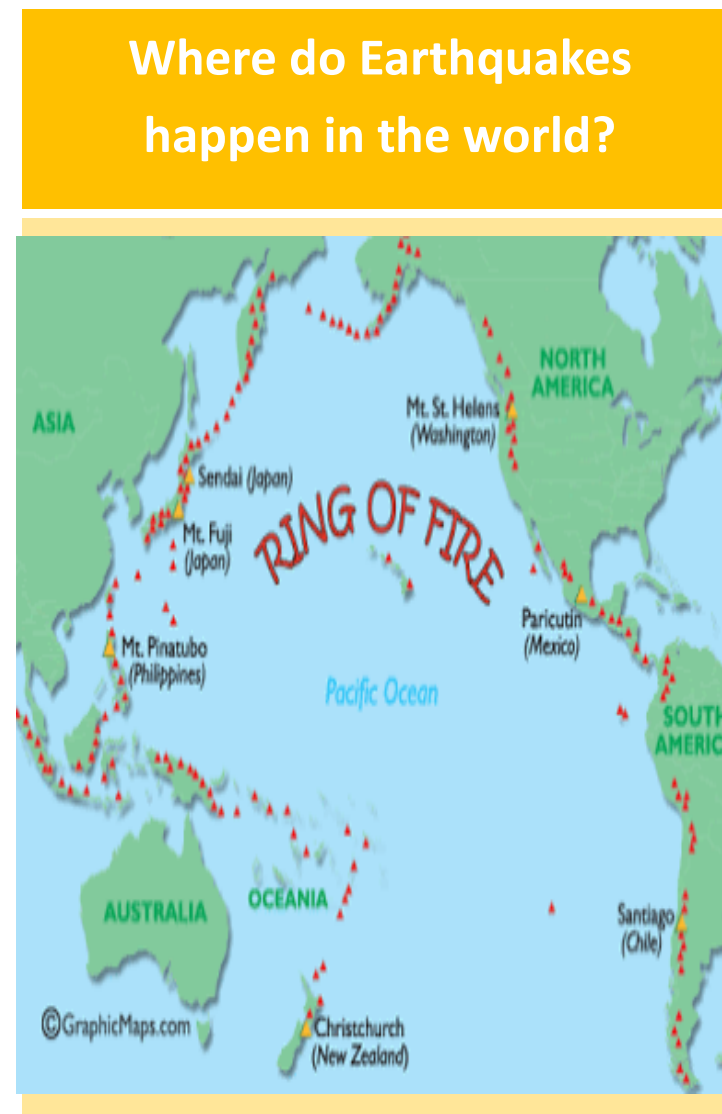 Where do Earthquakes
happen in the world?
NORTH
AMERICA
ASIA
Mt. St. Helens
(Washington)
Sendai (Japan)
RING OF FIRE
Mt. Fuji
(Japan)
Paricutin
(Mexico)
Mt. Pinatubo
(Philippines)
Pacific Ocean
SOUTH
AMERIC
AUSTRALIA
OCEANIA
Santiago
(Chile)
©GraphicMaps.com
Christchurch
(New Zealand)